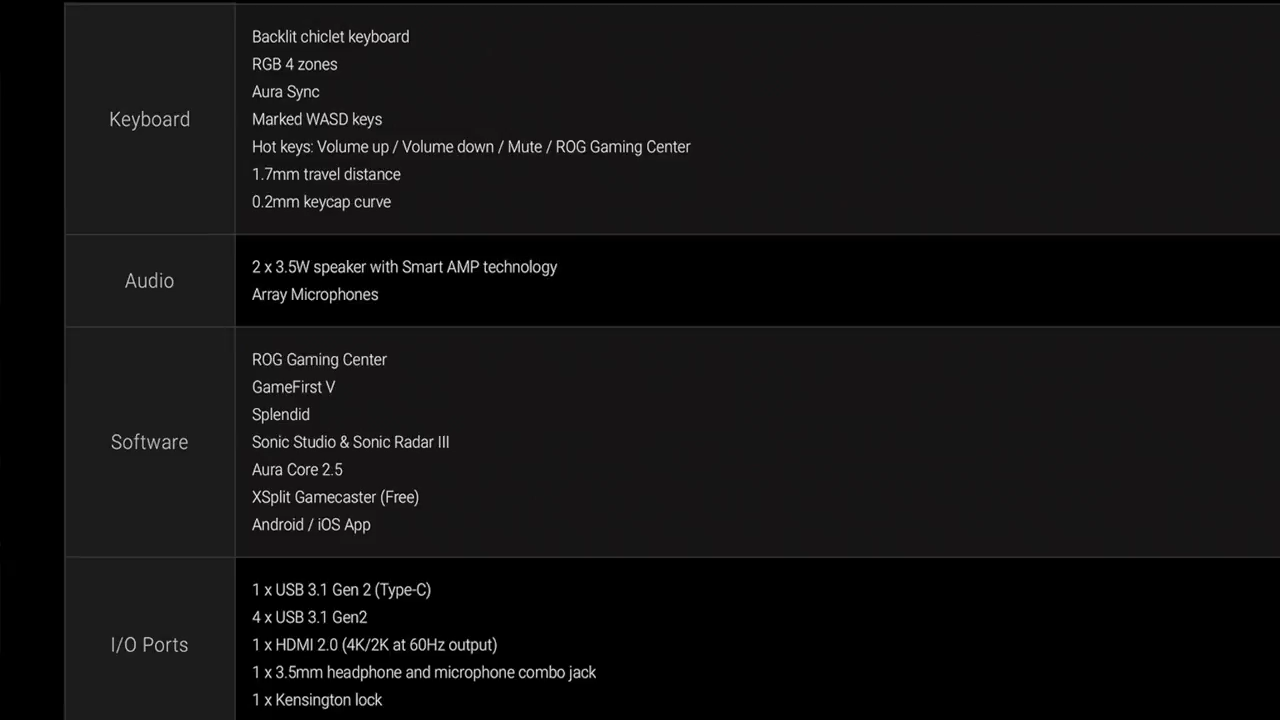 Keyboard
Backlit chiclet keyboard
RGB 4 zones
Aura Sync
Marked WASD keys
Hot keys: Volume up / Volume down / Mute / ROG Gaming Center
1.7mm travel distance
0.2mm keycap curve
Audio
2 x 3.5W speaker with Smart AMP technology
Array Microphones
Software
ROG Gaming Center
GameFirst V
Splendid
Sonic Studio & Sonic Radar III
Aura Core 2.5
XSplit Gamecaster (Free)
Android / iOS App
I/O Ports
1 x USB 3.1 Gen 2 (Type-C)
4 x USB 3.1 Gen2
1 x HDMI 2.0 (4K/2K at 60Hz output)
1 x 3.5mm headphone and microphone combo jack
1 x Kensington lock